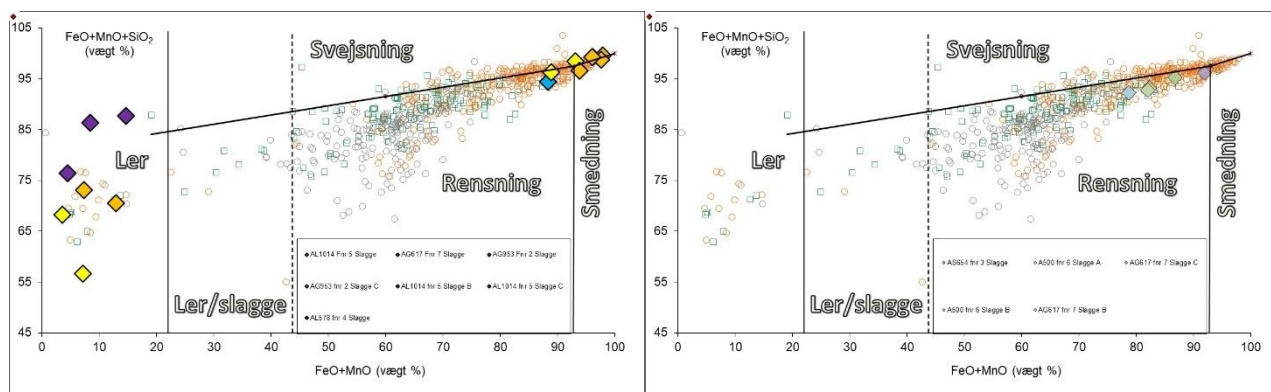 105
95
85
75
65
55
45
FeO+MnO+SiO2
(vægt %)
Svejsning
Ler
Rensning
Smedning
Ler/slagge
AL1014 Fnr 5 Slagge AG617 Fnr 7 Slagge AG953 Fnr 2 Slagge
AG953 fnr 2 Slagge C AL1014 fnr 5 Slagge B AL1014 fnr 5 Slagge C
AL578 fnr 4 Slagge
0 10 20 30 40 50 60 70 80 90 100
FeO+MnO (vægt %)
105
95
85
75
65
55
45
FeO+MnO+SiO2
(vægt %)
Svejsning
Ler
Rensning
Smedning
Ler/slagge
AS654 fnr 3 Slagge A500 fnr 6 Slagge A AG617 fnr 7 Slagge C
A500 fnr 6 Slagge B AG617 fnr 7 Slagge B
0 10 20 30 40 50 60 70 80 90 100
FeO+MnO (vægt %)